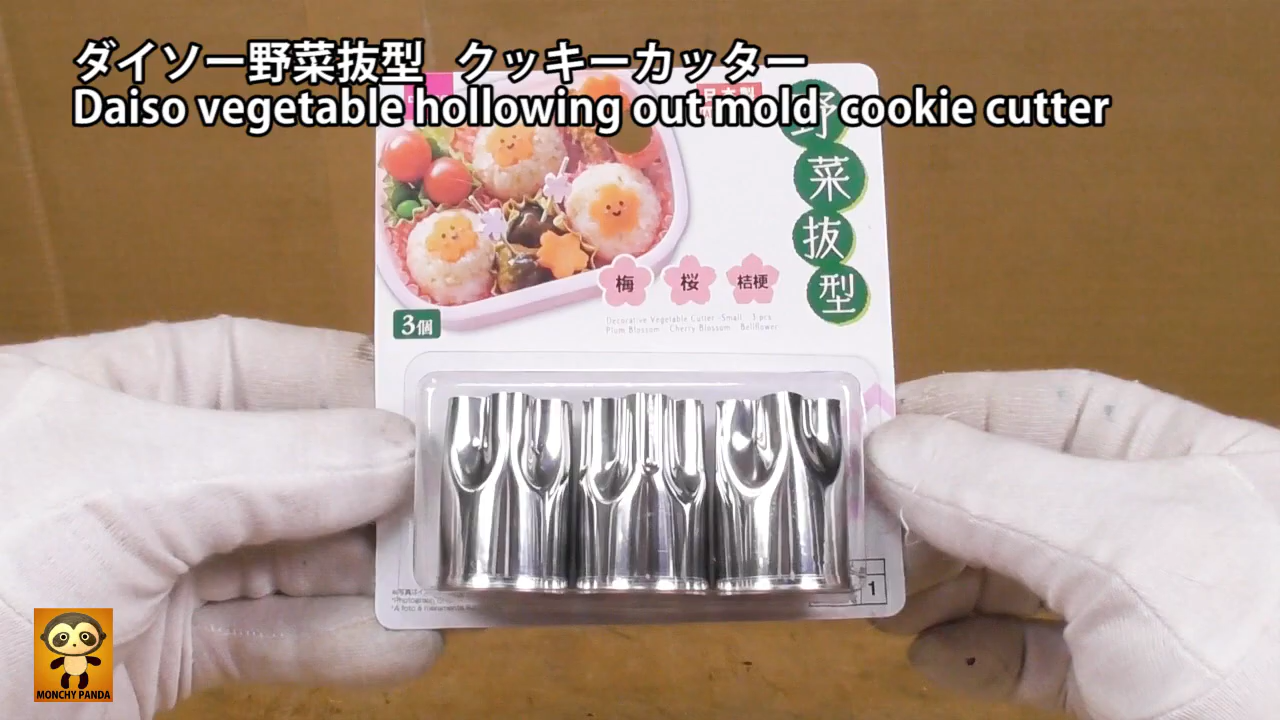 ダイソー野菜抜型 クッキーカッター
Daiso vegetable hollowing out mold cookie cutter
日本製
野菜抜型
梅 桜 桔梗
Decorative Vegetable Cutter -Small- 3 pcs
Plum Blossom Cherry Blossom Bellflower
3個
1
MONCHY PANDA